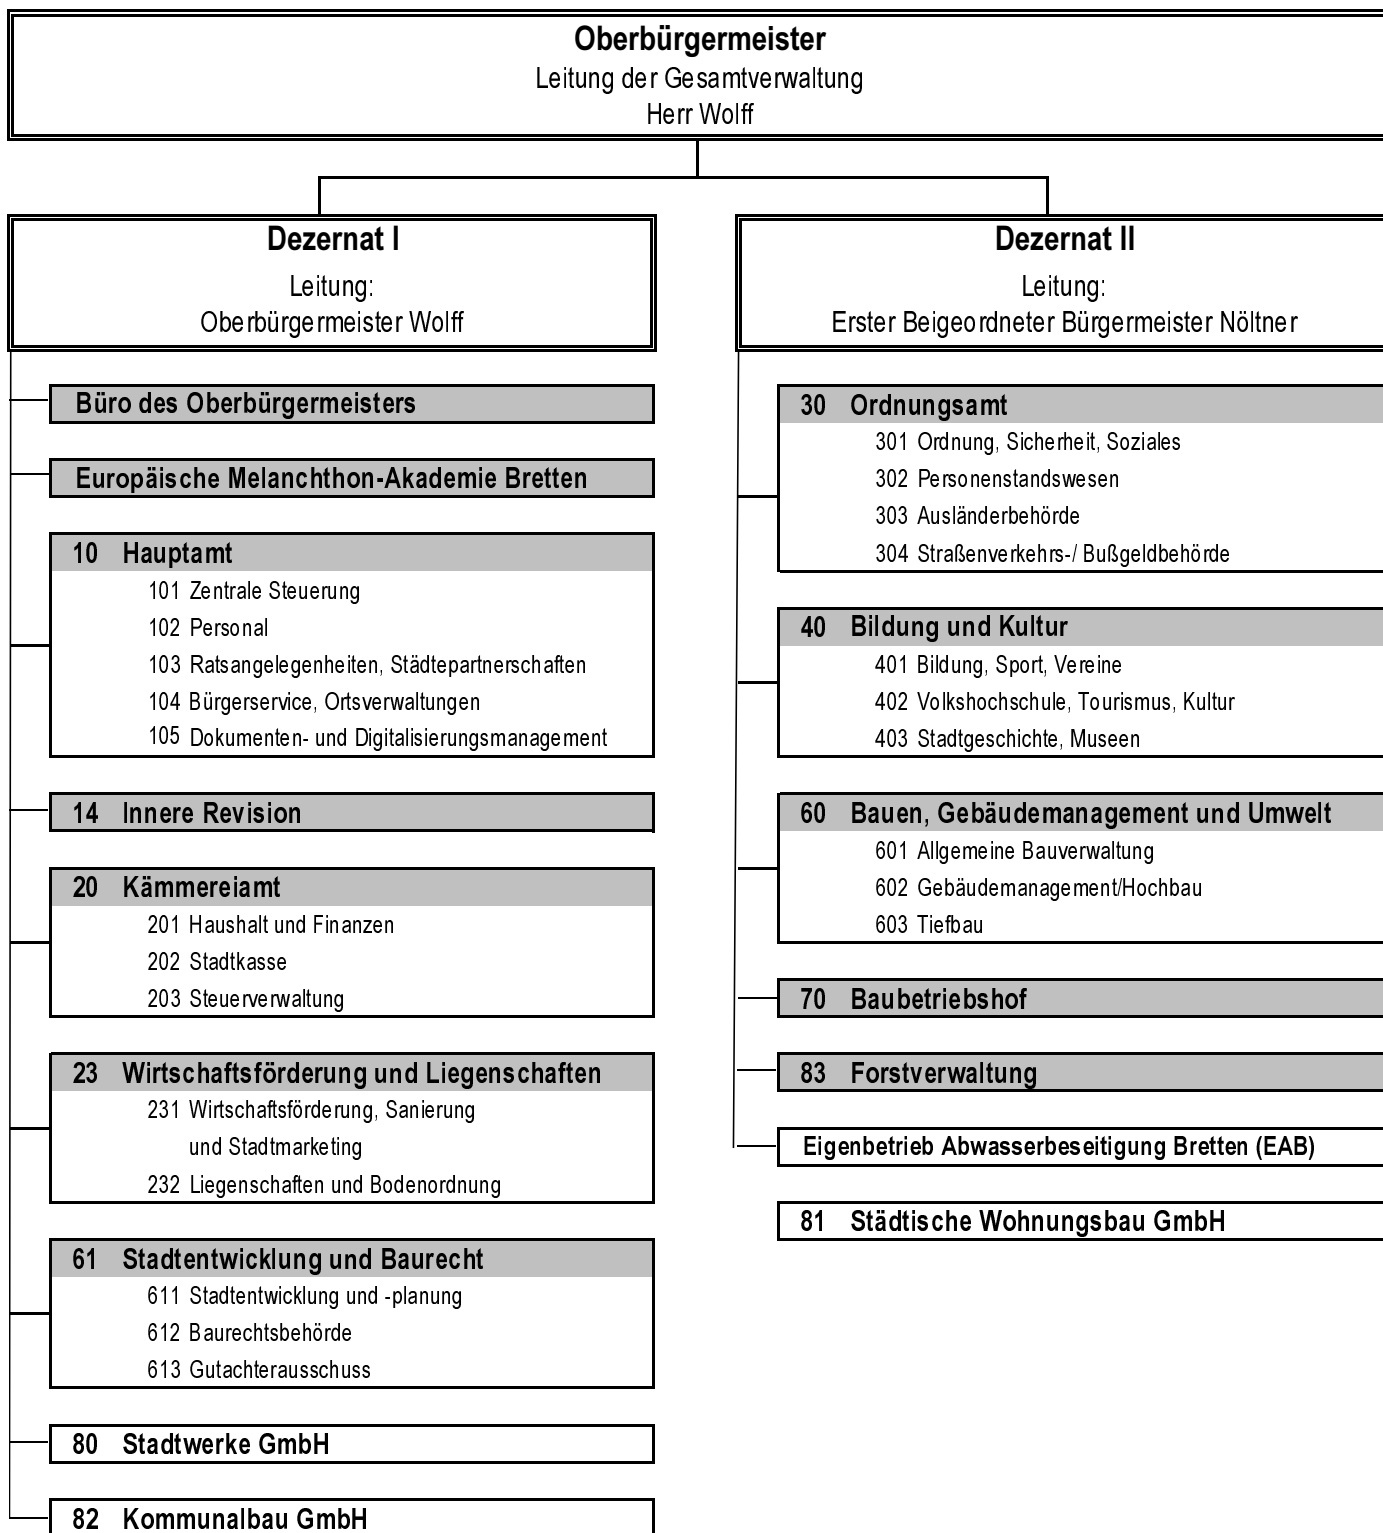 Oberbürgermeister
Leitung der Gesamtverwaltung
Herr Wolff
Dezernat I
Leitung:
Oberbürgermeister Wolff
Büro des Oberbürgermeisters
Europäische Melanchthon-Akademie Bretten
10 Hauptamt
101 Zentrale Steuerung
102 Personal
103 Ratsangelegenheiten, Städtepartnerschaften
104 Bürgerservice, Ortsverwaltungen
105 Dokumenten- und Digitalisierungsmanagement
14 Innere Revision
20 Kämmereiamt
201 Haushalt und Finanzen
202 Stadtkasse
203 Steuerverwaltung
23 Wirtschaftsförderung und Liegenschaften
231 Wirtschaftsförderung, Sanierung
und Stadtmarketing
232 Liegenschaften und Bodenordnung
61 Stadtentwicklung und Baurecht
611 Stadtentwicklung und -planung
612 Baurechtsbehörde
613 Gutachterausschuss
80 Stadtwerke GmbH
82 Kommunalbau GmbH
Dezernat II
Leitung:
Erster Beigeordneter Bürgermeister Nöltner
30 Ordnungsamt
301 Ordnung, Sicherheit, Soziales
302 Personenstandswesen
303 Ausländerbehörde
304 Straßenverkehrs-/ Bußgeldbehörde
40 Bildung und Kultur
401 Bildung, Sport, Vereine
402 Volkshochschule, Tourismus, Kultur
403 Stadtgeschichte, Museen
60 Bauen, Gebäudemanagement und Umwelt
601 Allgemeine Bauverwaltung
602 Gebäudemanagement/Hochbau
603 Tiefbau
70 Baubetriebshof
83 Forstverwaltung
Eigenbetrieb Abwasserbeseitigung Bretten (EAB)
81 Städtische Wohnungsbau GmbH